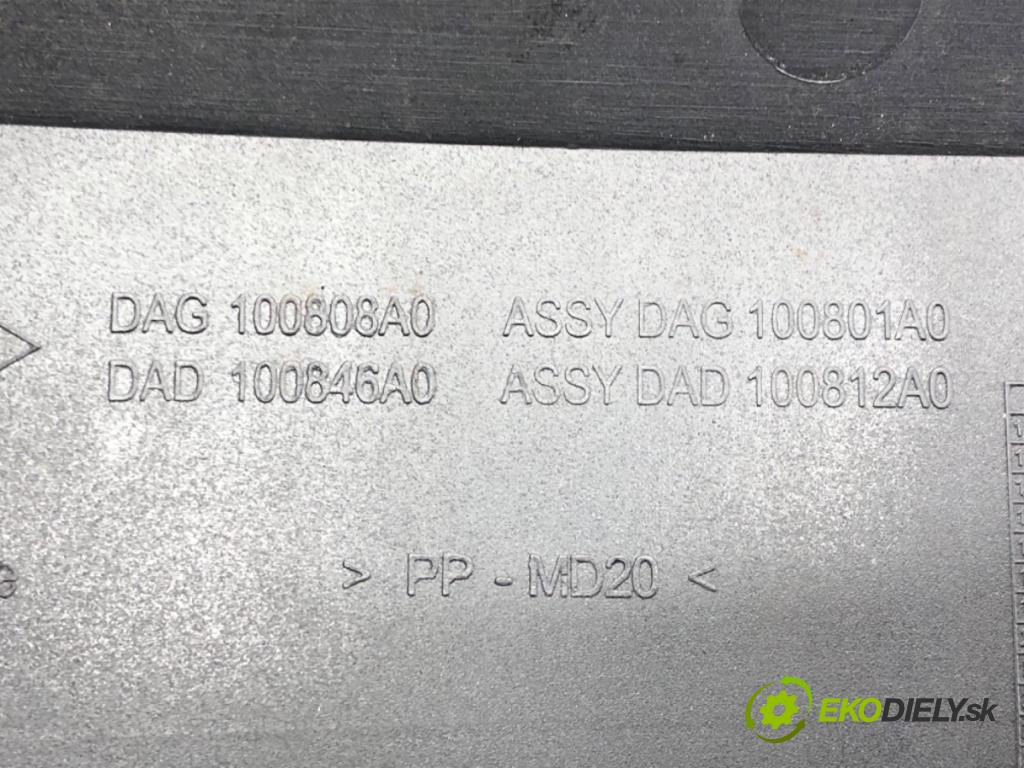 DAG 100808A0 ASSY DAG 100801A0
DAD 100846A0 ASSY DAD 100812A0
> PP - MD20 <
EKODIELY.sk